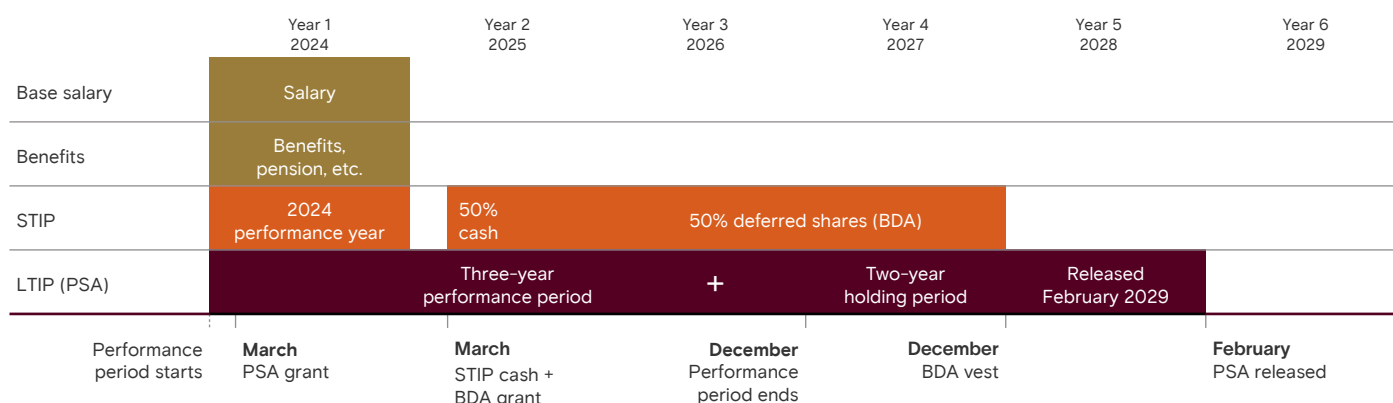 Year 1
2024
Year 2
2025
Year 3
2026
Year 4
2027
Year 5
2028
Year 6
2029
Base salary
Salary
Benefits
Benefits,
pension, etc.
STIP
2024
performance year
50%
cash
50% deferred shares (BDA)
LTIP (PSA)
Three-year
performance period
+
Two-year
holding period
Released
February 2029
Performance
period starts
March
PSA grant
March
STIP cash +
BDA grant
December
Performance
period ends
December
BDA vest
February
PSA released